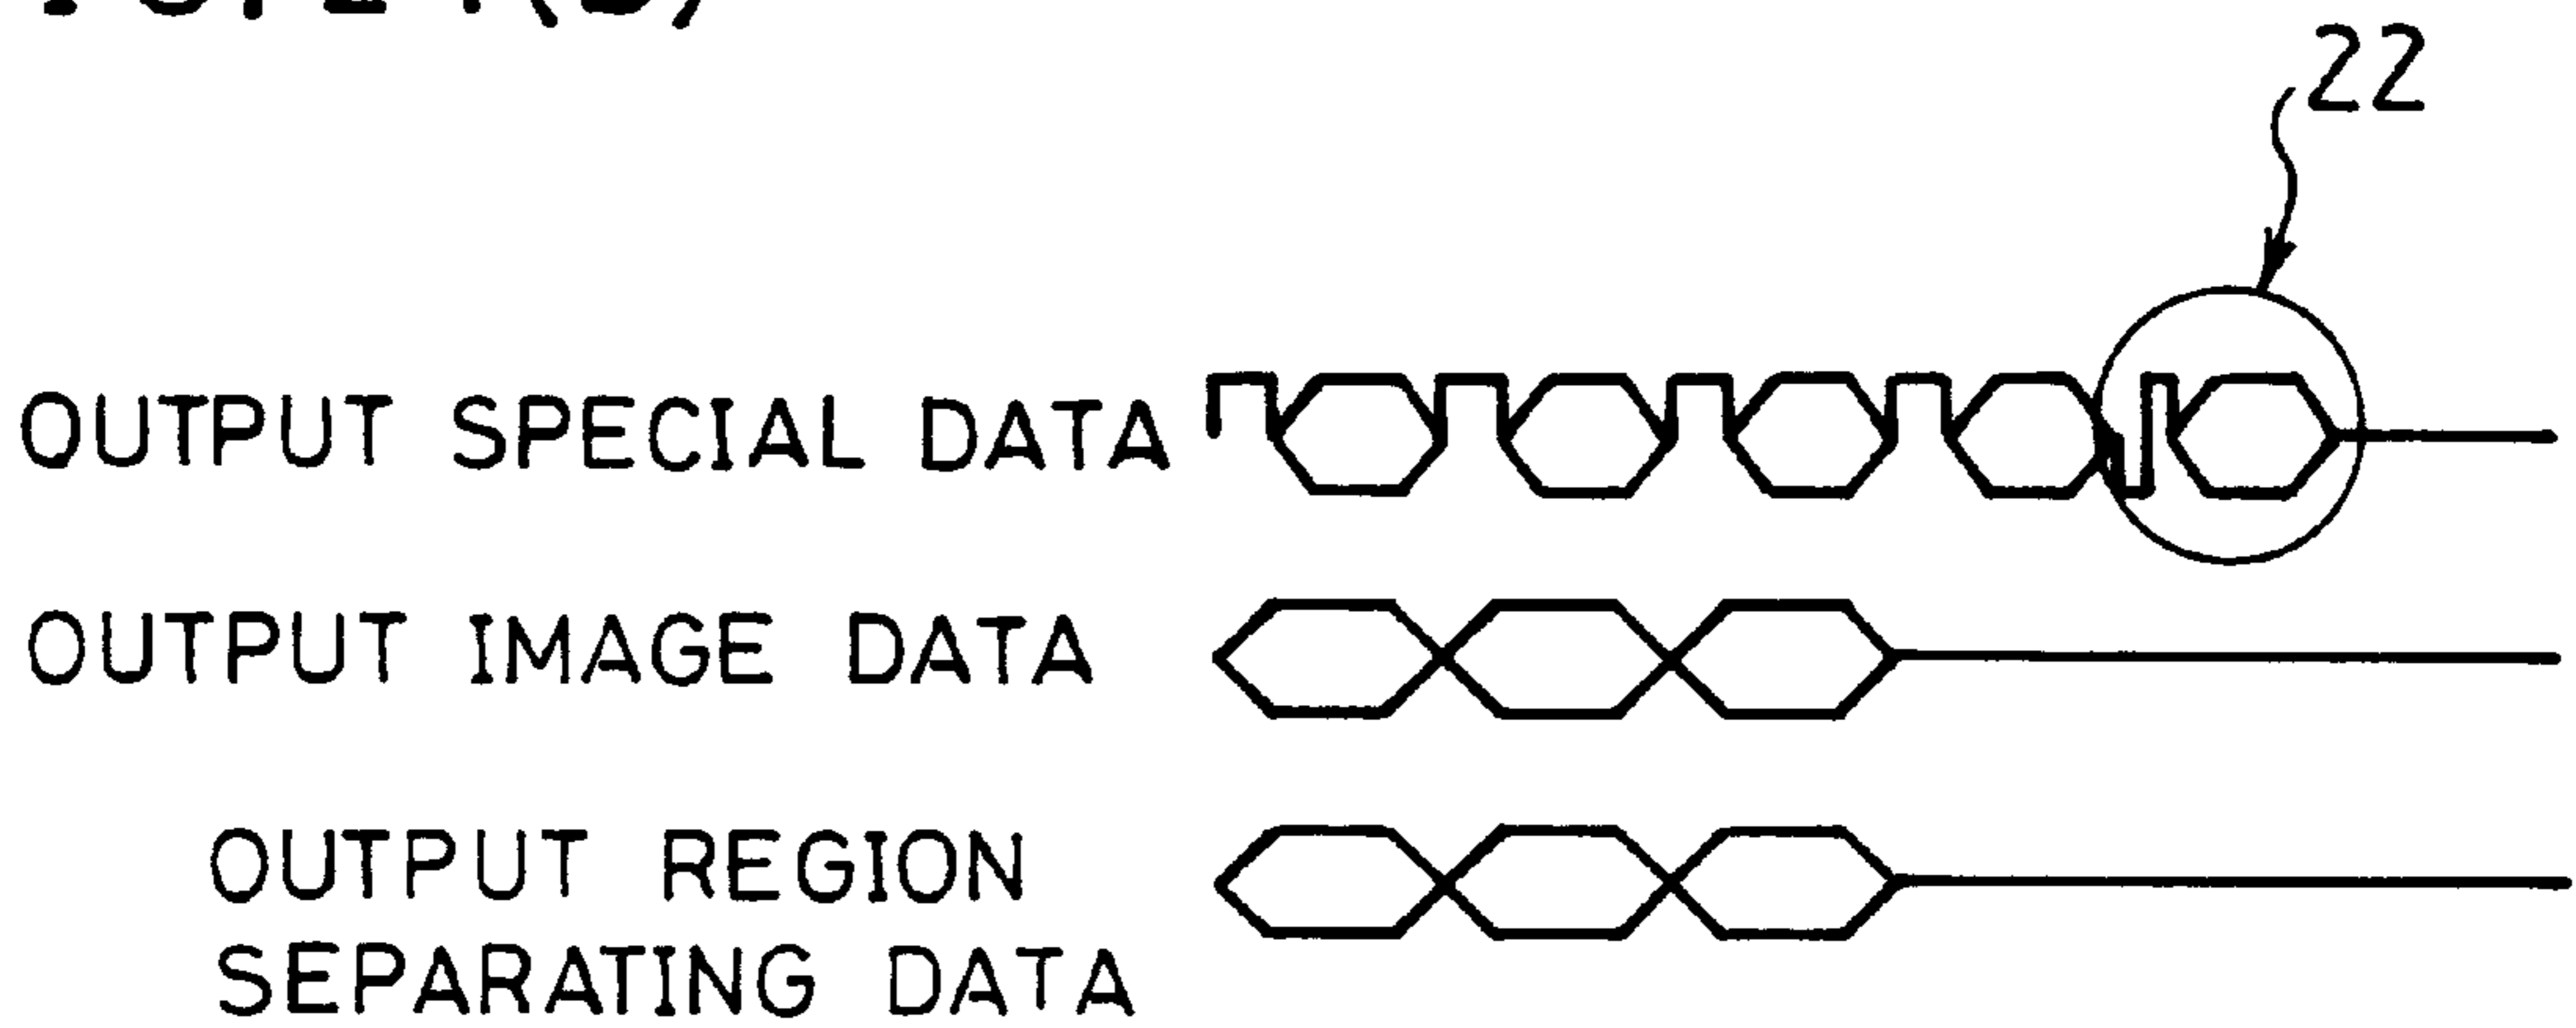 22
OUTPUT SPECIAL DATA
OUTPUT IMAGE DATA
OUTPUT REGION
SEPARATING DATA